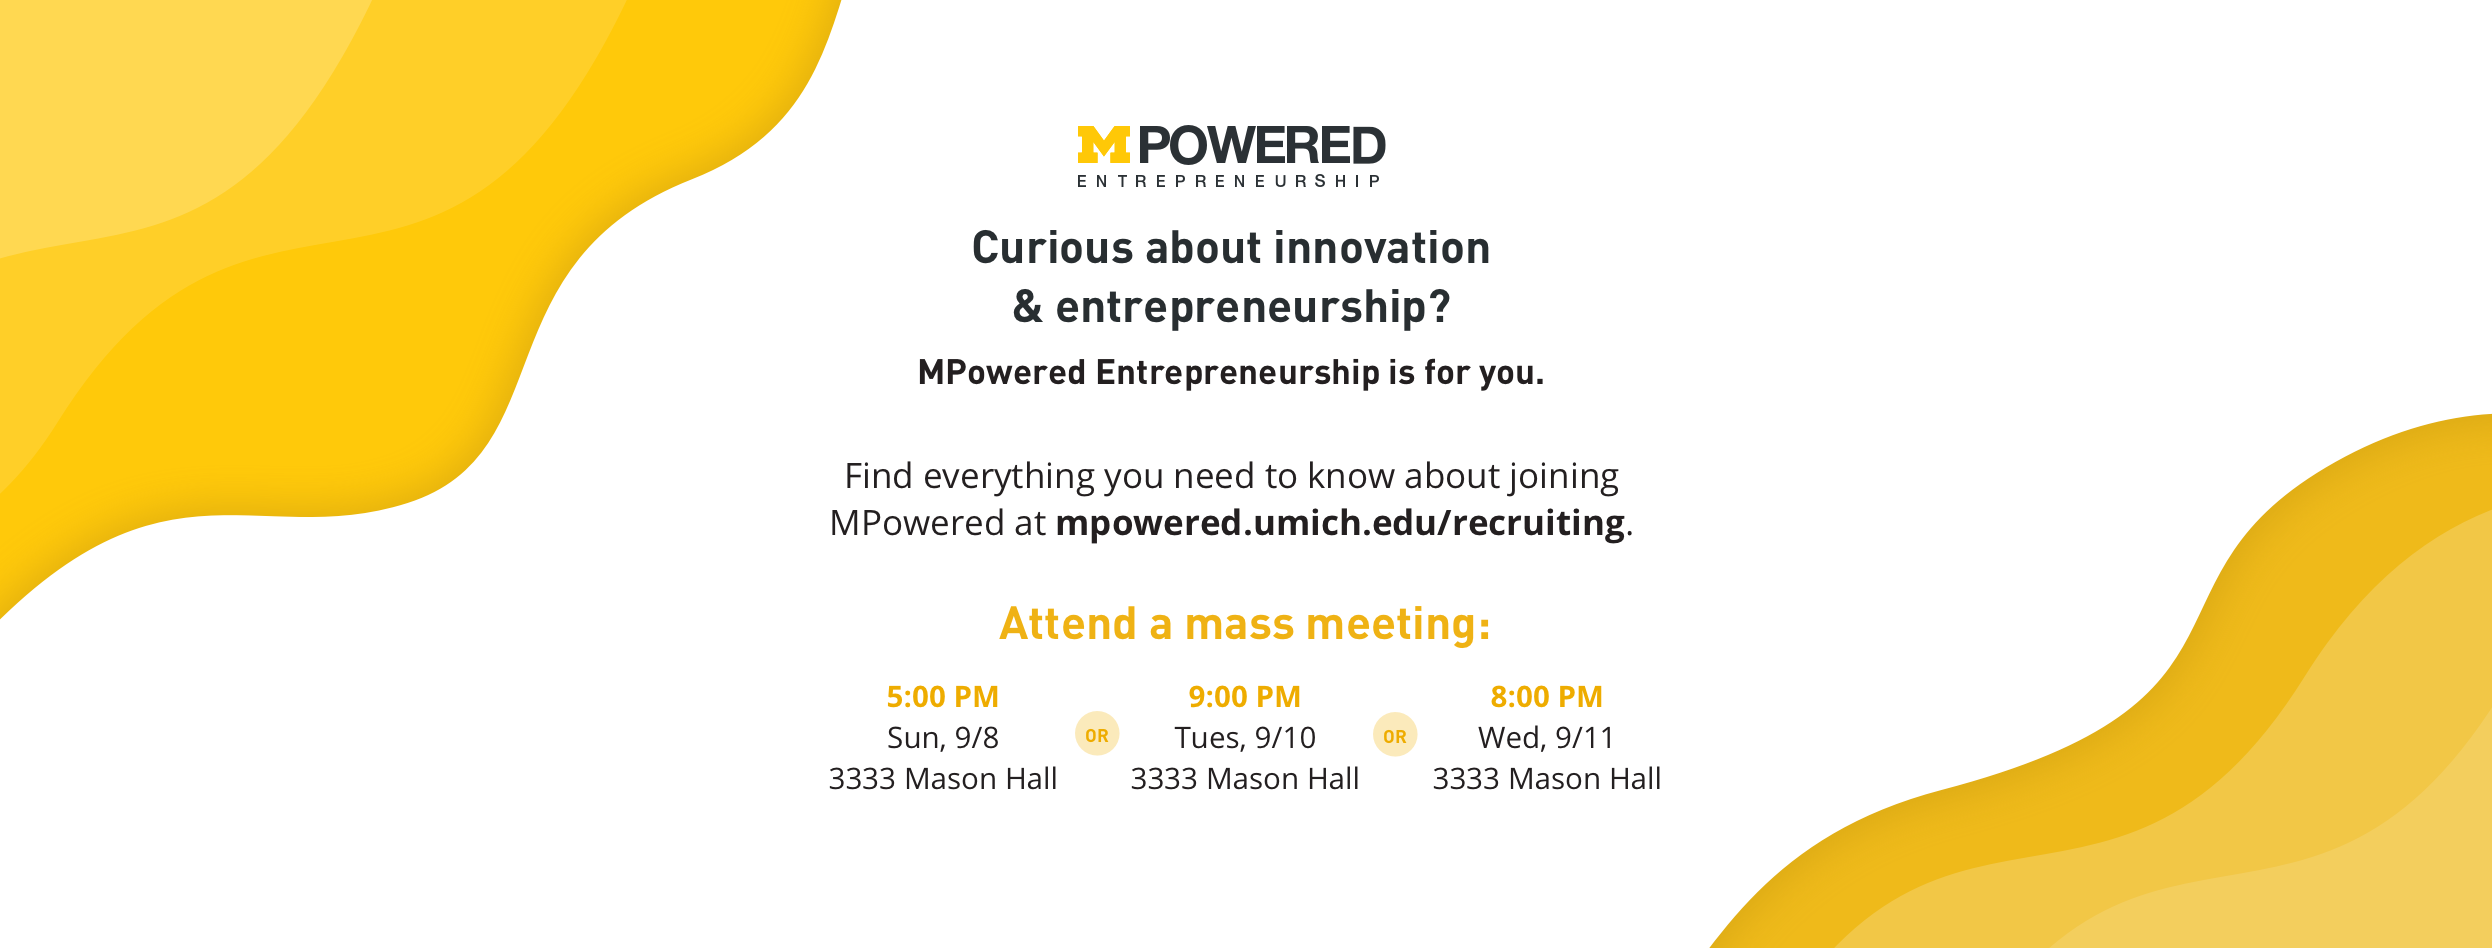 MPOWERED
ENTREPRENEURSHIP
Curious about innovation
& entrepreneurship?
MPowered Entrepreneurship is for you.
Find everything you need to know about joining
MPowered at mpowered.umich.edu/recruiting.
Attend a mass meeting:
5:00 PM
Sun, 9/8
3333 Mason Hall
OR
9:00 PM
Tues, 9/10
3333 Mason Hall
OR
8:00 PM
Wed, 9/11
3333 Mason Hall